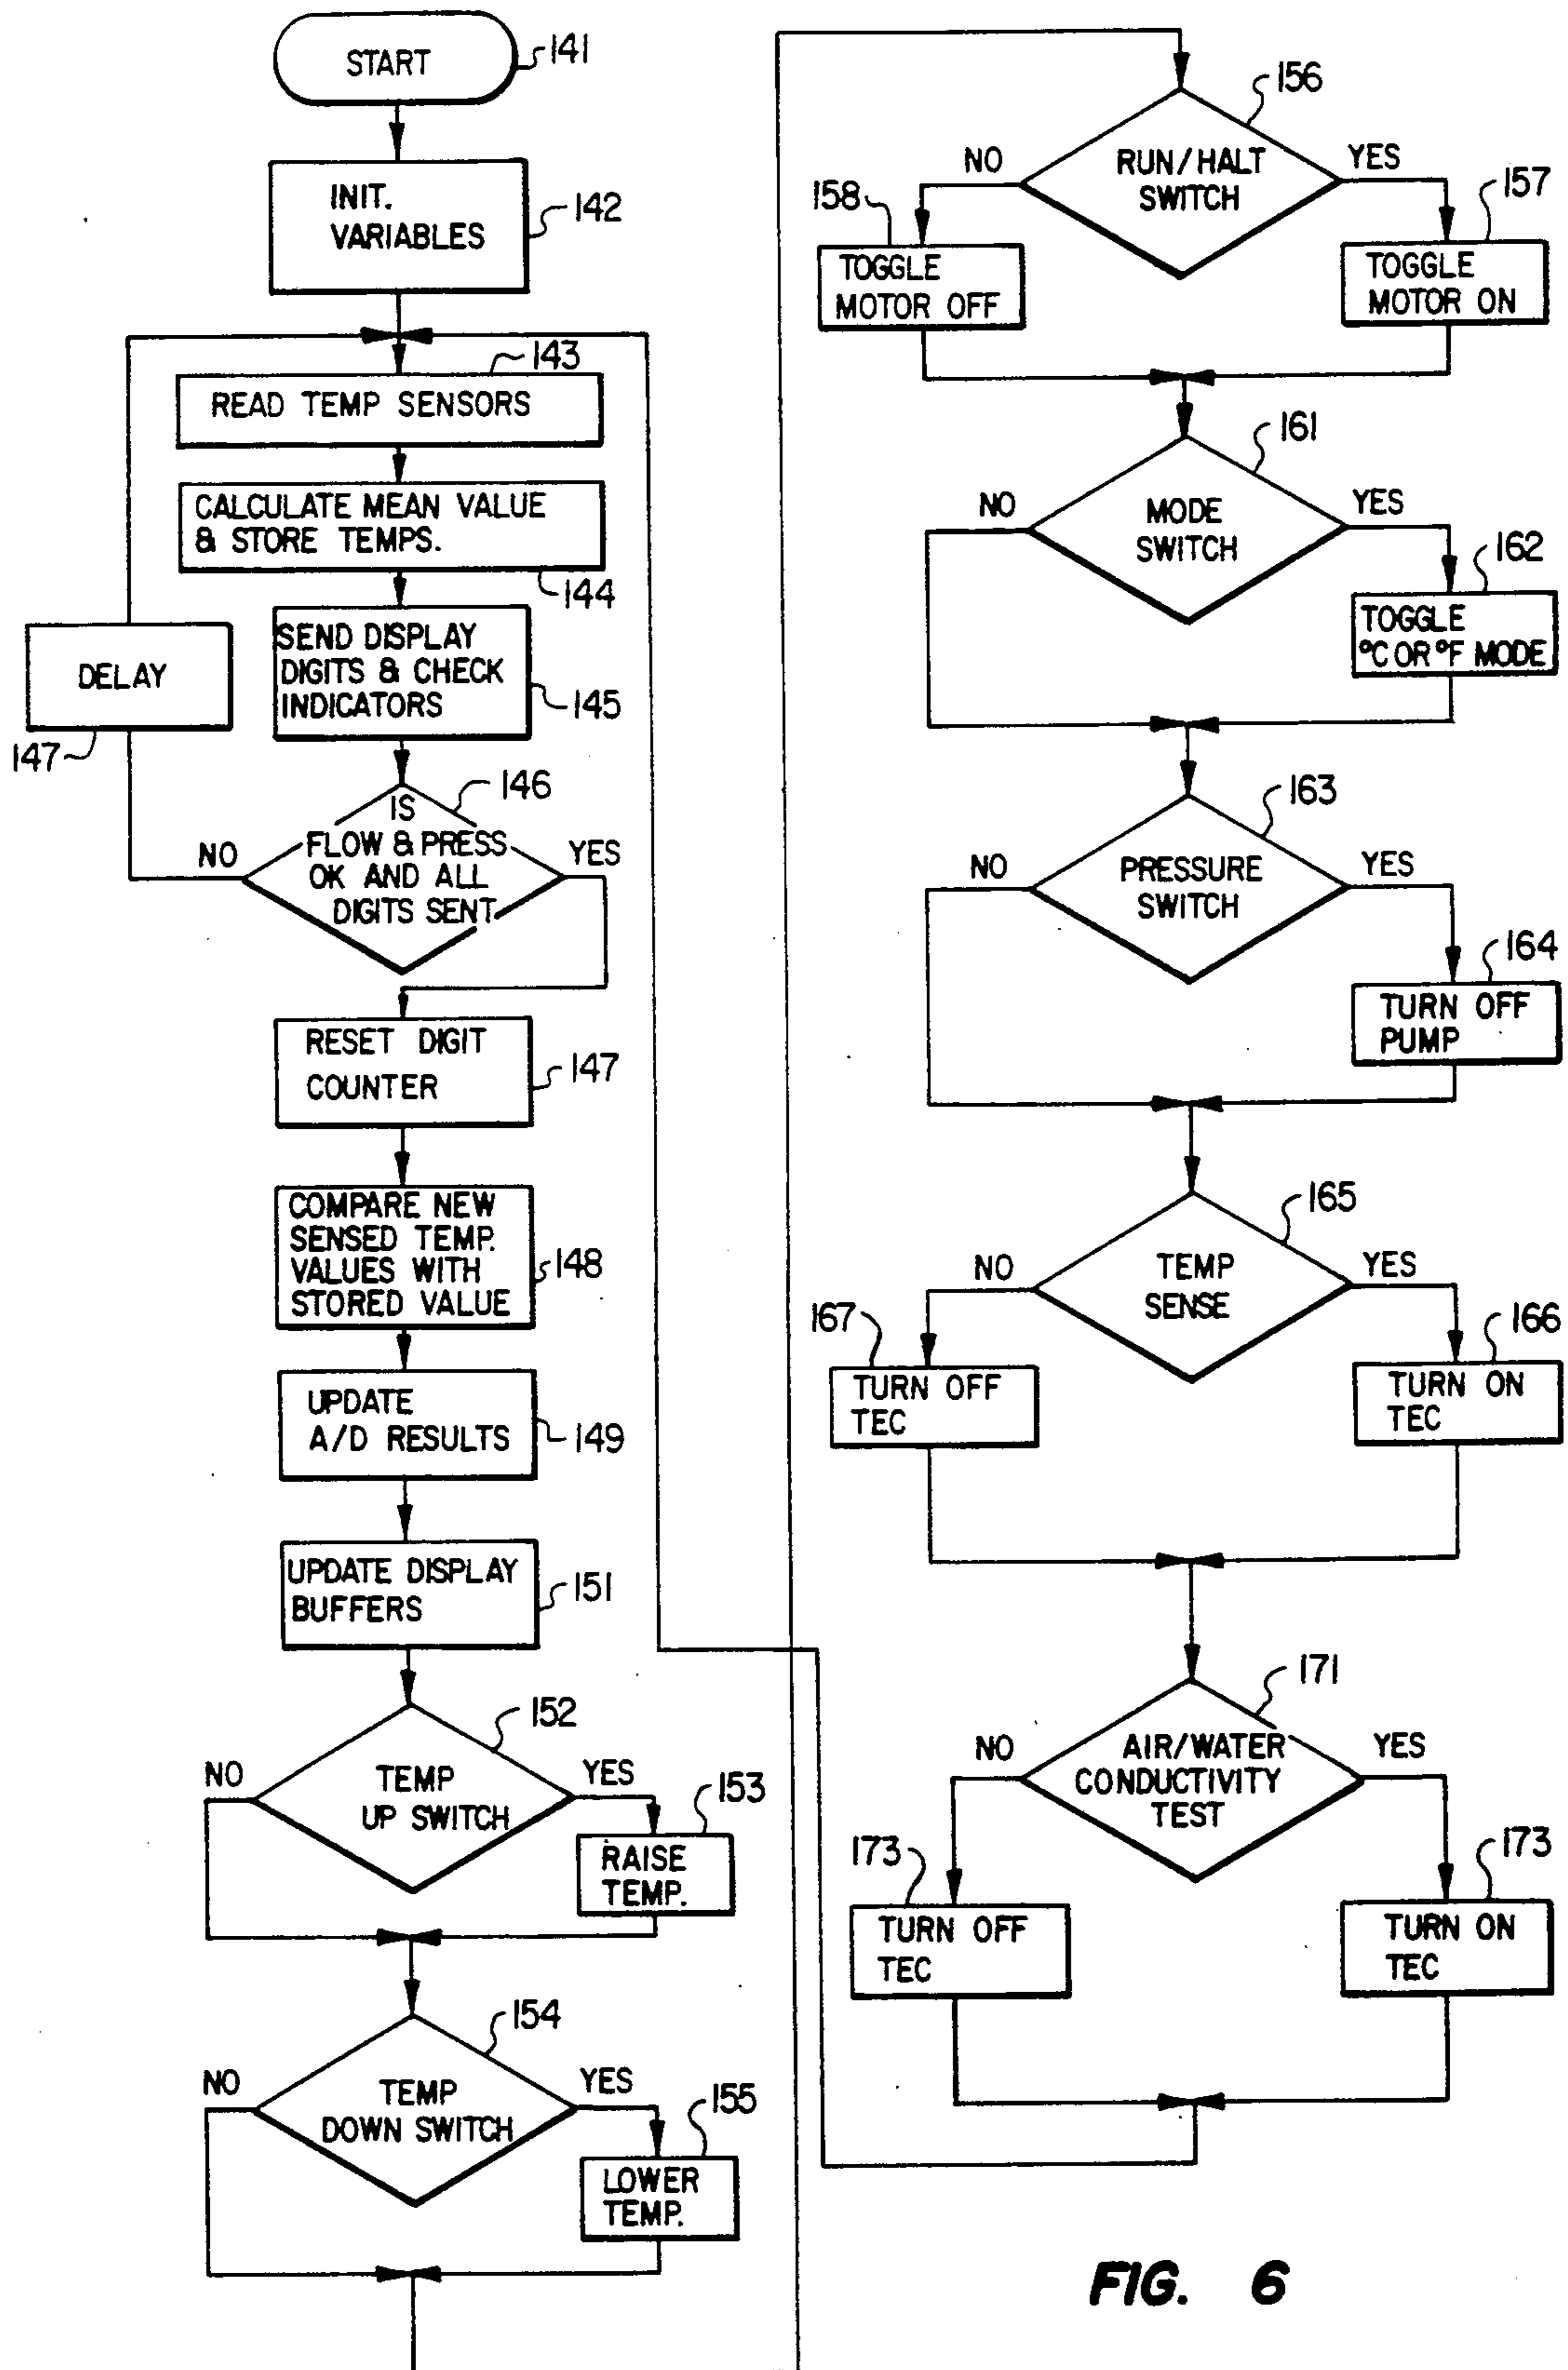 START
141
INIT.
VARIABLES
142
143
READ TEMP SENSORS
CALCULATE MEAN VALUE
& STORE TEMPS.
144
SEND DISPLAY
DIGITS & CHECK
INDICATORS
145
DELAY
147
146
IS
FLOW & PRESS
OK AND ALL
DIGITS SENT
NO
YES
RESET DIGIT
COUNTER
147
COMPARE NEW
SENSED TEMP.
VALUES WITH
STORED VALUE
148
UPDATE
A/D RESULTS
149
UPDATE DISPLAY
BUFFERS
151
152
NO
TEMP
UP SWITCH
YES
153
RAISE
TEMP.
154
NO
TEMP
DOWN SWITCH
YES
155
LOWER
TEMP.
156
NO
RUN/HALT
SWITCH
YES
158
TOGGLE
MOTOR OFF
157
TOGGLE
MOTOR ON
161
NO
MODE
SWITCH
YES
162
TOGGLE
°C OR °F MODE
163
NO
PRESSURE
SWITCH
YES
164
TURN OFF
PUMP
165
NO
TEMP
SENSE
YES
167
TURN OFF
TEC
166
TURN ON
TEC
171
NO
AIR/WATER
CONDUCTIVITY
TEST
YES
173
TURN OFF
TEC
173
TURN ON
TEC
FIG. 6